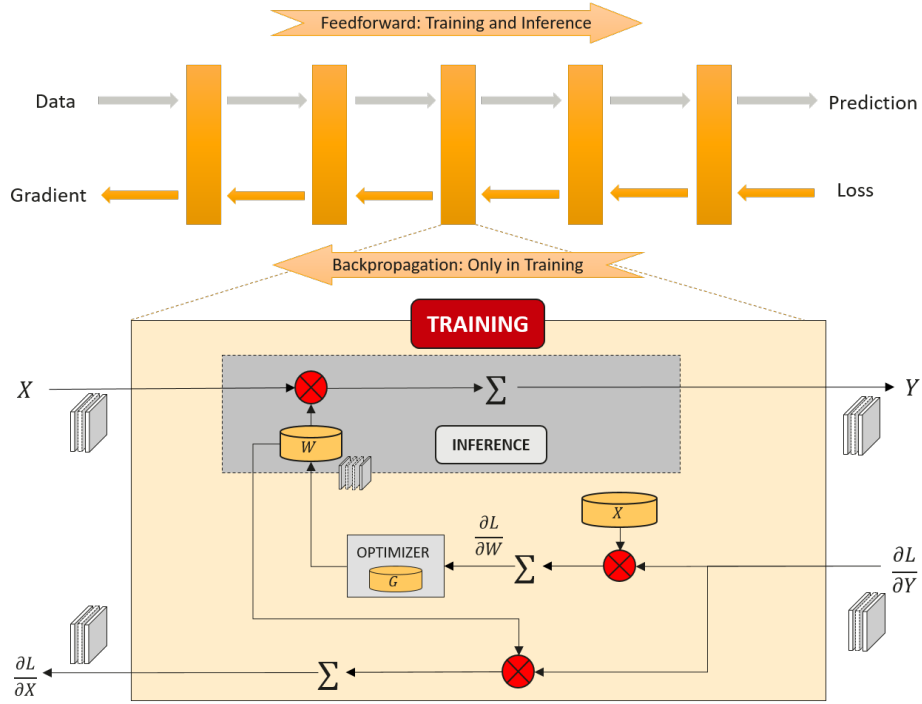 Feedforward: Training and Inference
Data
Prediction
Gradient
Loss
Backpropagation: Only in Training
TRAINING
X
∑
Y
W
INFERENCE
X
∂L/∂W
OPTIMIZER
G
∑
∂L/∂Y
∂L/∂X
∑